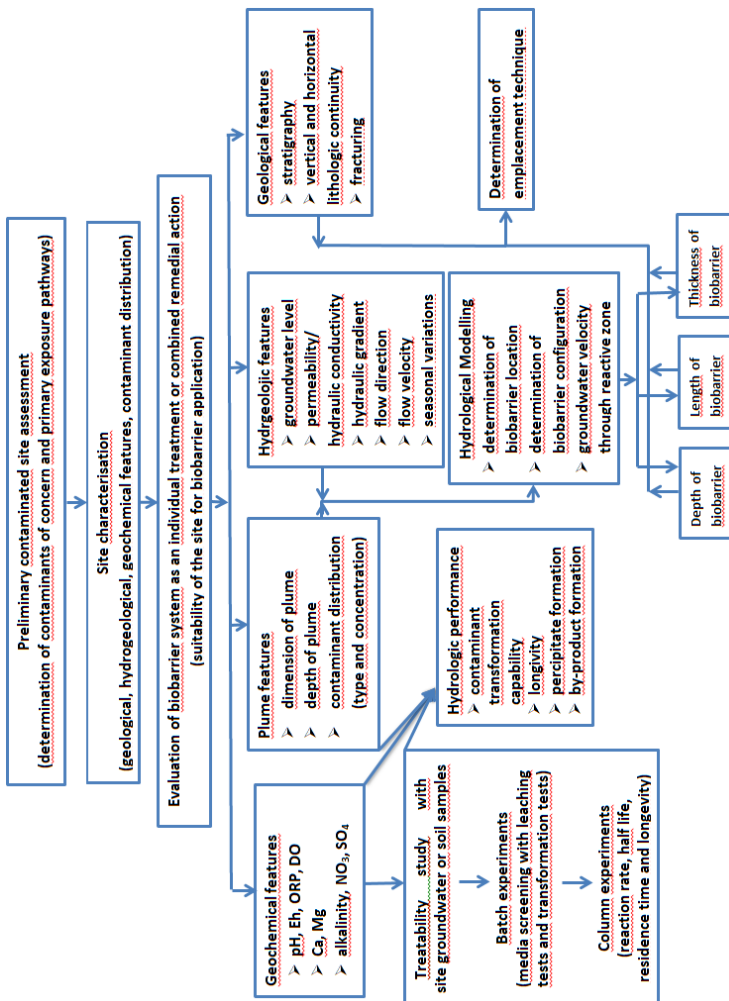 Preliminary contaminated site assessment
(determination of contaminants of concern and primary exposure pathways)
Site characterisation
(geological, hydrogeological, geochemical features, contaminant distribution)
Evaluation of biobarrier system as an individual treatment or combined remedial action
(suitability of the site for biobarrier application)
Geochemical features
➢ pH, Eh, ORP, DO
➢ Ca, Mg
➢ alkalinity, NO₃, SO₄
Plume features
➢ dimension of plume
➢ depth of plume
➢ contaminant distribution
(type and concentration)
Hydrgeologic features
➢ groundwater level
➢ permeability/
hydraulic conductivity
➢ hydraulic gradient
➢ flow direction
➢ flow velocity
➢ seasonal variations
Geological features
➢ stratigraphy
➢ vertical and horizontal
lithologic continuity
➢ fracturing
Treatability study with
site groundwater or soil samples
Batch experiments
(media screening with leaching
tests and transformation tests)
Column experiments
(reaction rate, half life,
residence time and longevity)
Hydrologic performance
➢ contaminant
transformation
capability
➢ longivity
➢ percipitate formation
➢ by-product formation
Hydrological Modelling
➢ determination of
biobarrier location
➢ determination of
biobarrier configuration
➢ groundwater velocity
through reactive zone
Determination of
emplacement technique
Depth of
biobarrier
Length of
biobarrier
Thickness of
biobarrier